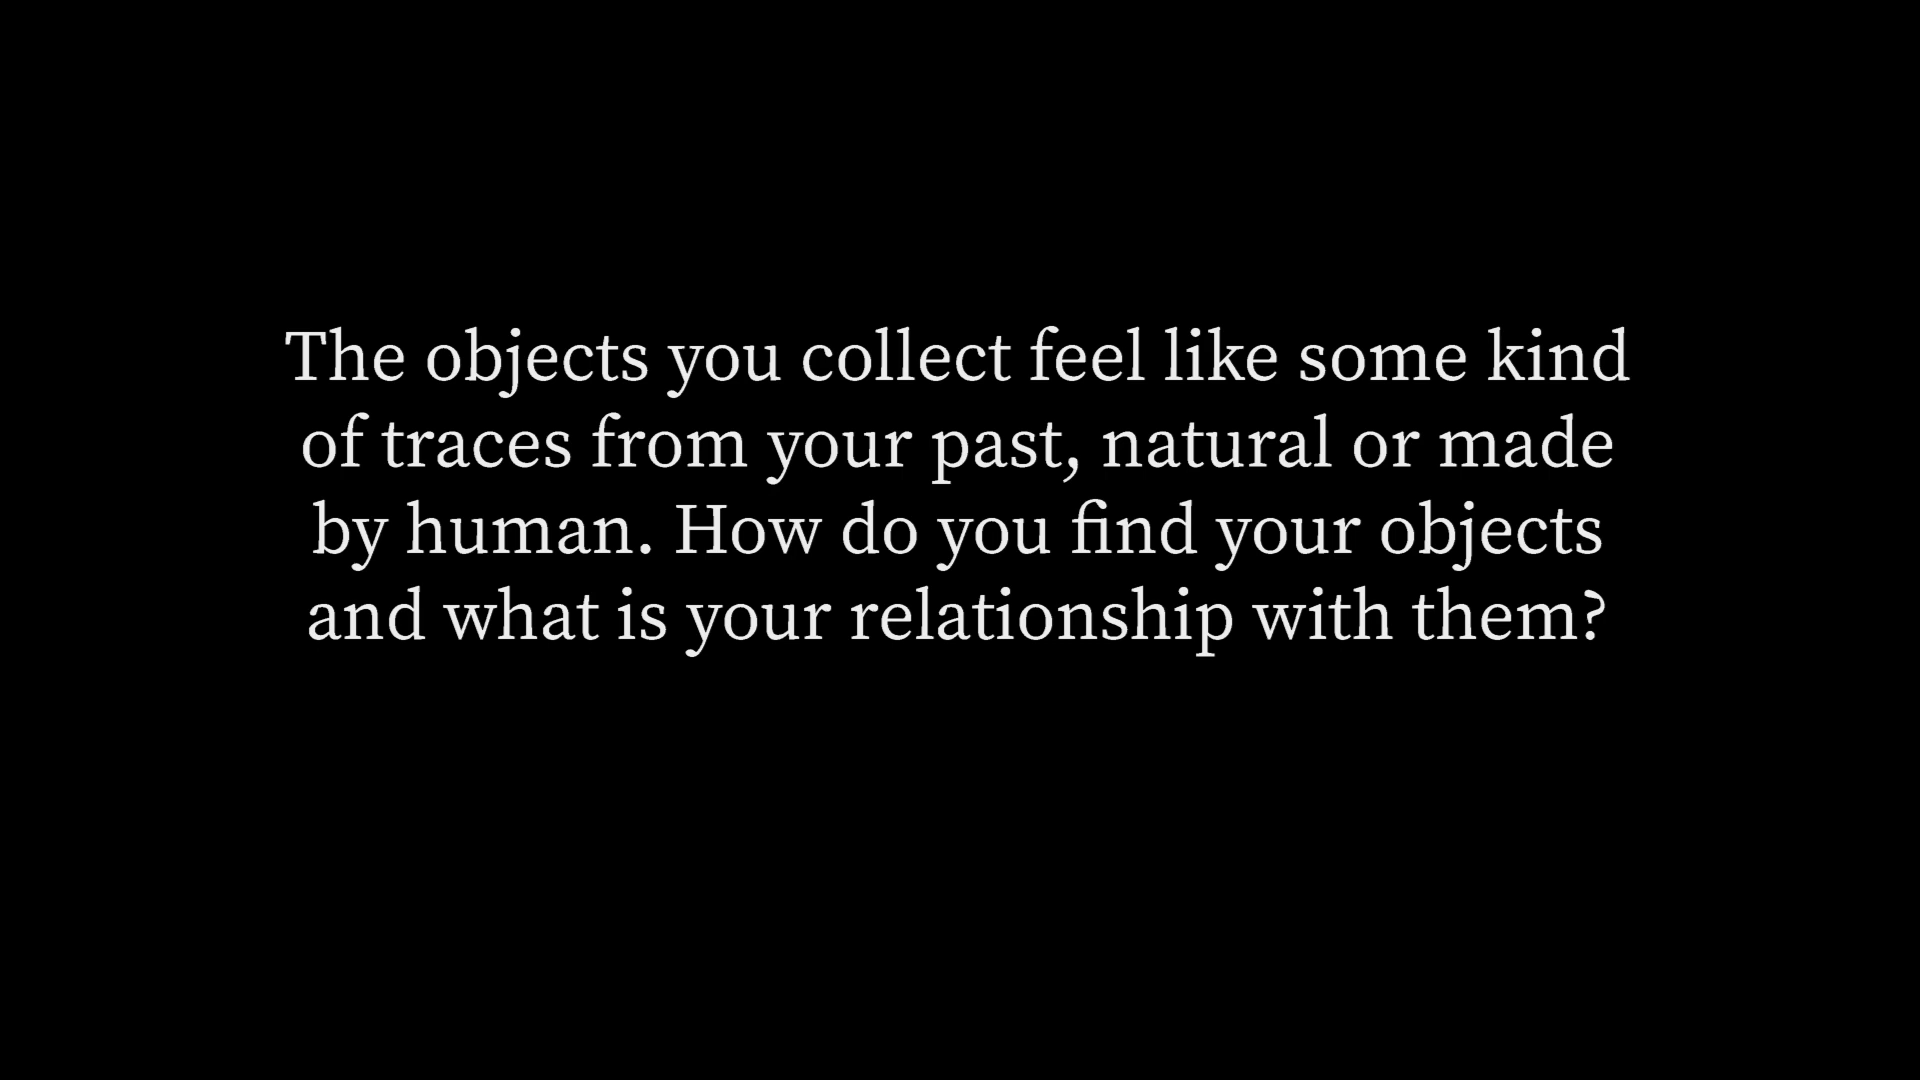 The objects you collect feel like some kind
of traces from your past, natural or made
by human. How do you find your objects
and what is your relationship with them?